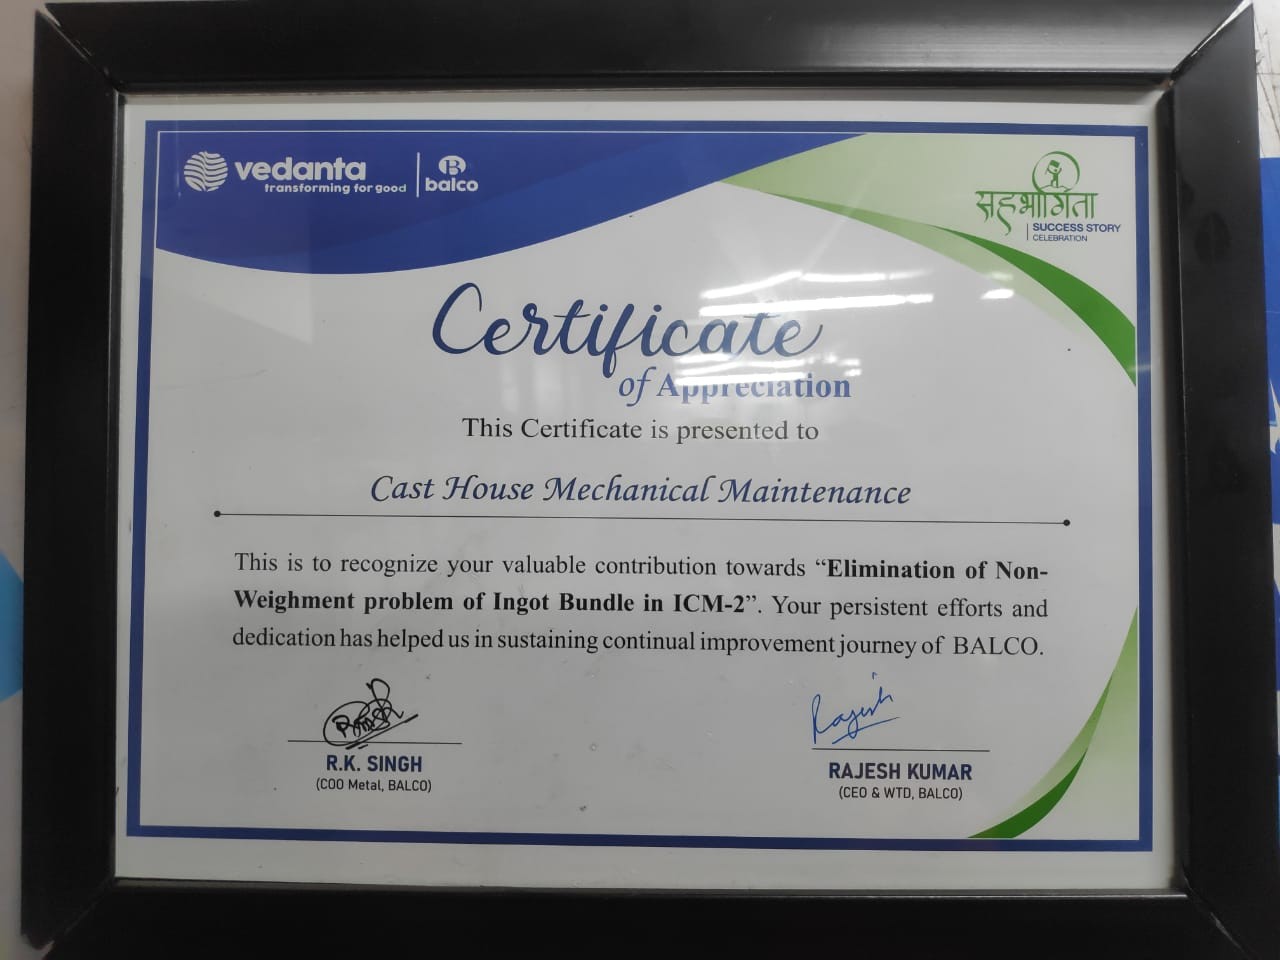 vedanta
transforming for good
balco
सहभागिता
SUCCESS STORY
CELEBRATION
Certificate
of Appreciation
This Certificate is presented to
Cast House Mechanical Maintenance
This is to recognize your valuable contribution towards “Elimination of Non-
Weighment problem of Ingot Bundle in ICM-2”. Your persistent efforts and
dedication has helped us in sustaining continual improvement journey of BALCO.
Rajesh
R.K. SINGH
(COO Metal, BALCO)
RAJESH KUMAR
(CEO & WTD, BALCO)